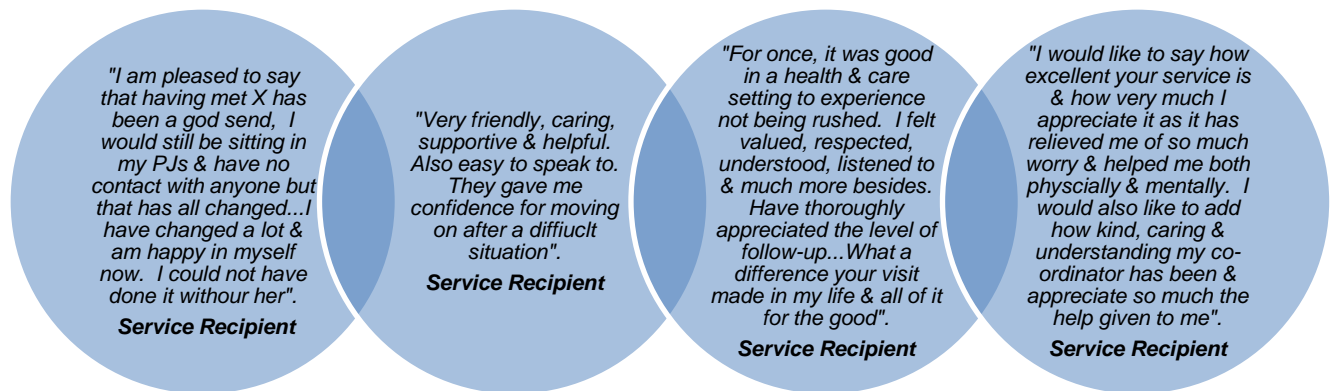 "I am pleased to say
that having met X has
been a god send,  I
would still be sitting in
my PJs & have no
contact with anyone but
that has all changed...I
have changed a lot &
am happy in myself
now.  I could not have
done it withour her".
Service Recipient
"Very friendly, caring,
supportive & helpful.
Also easy to speak to.
They gave me
confidence for moving
on after a diffiuclt
situation".
Service Recipient
"For once, it was good
in a health & care
setting to experience
not being rushed.  I felt
valued, respected,
understood, listened to
& much more besides.
Have thoroughly
appreciated the level of
follow-up...What a
difference your visit
made in my life & all of it
for the good".
Service Recipient
"I would like to say how
excellent your service is
& how very much I
appreciate it as it has
relieved me of so much
worry & helped me both
physcially & mentally.  I
would also like to add
how kind, caring &
understanding my co-
ordinator has been &
appreciate so much the
help given to me".
Service Recipient